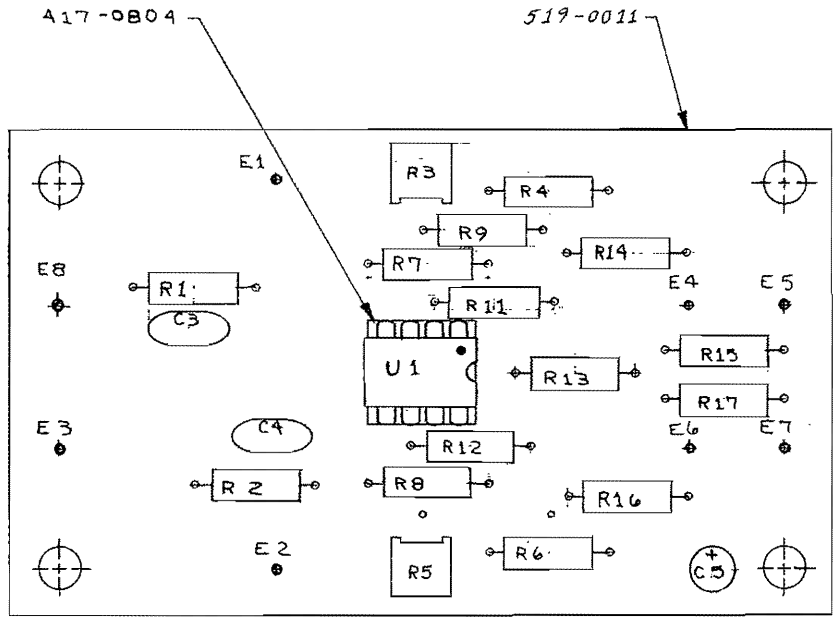 A17-0804
519-0011
E1
R3
R4
R9
R14
R7
E8
R1
E4
E5
R11
C3
U1
R15
R13
R17
E3
C4
E6
E7
R12
R2
R8
R16
E2
R5
R6
+
C5